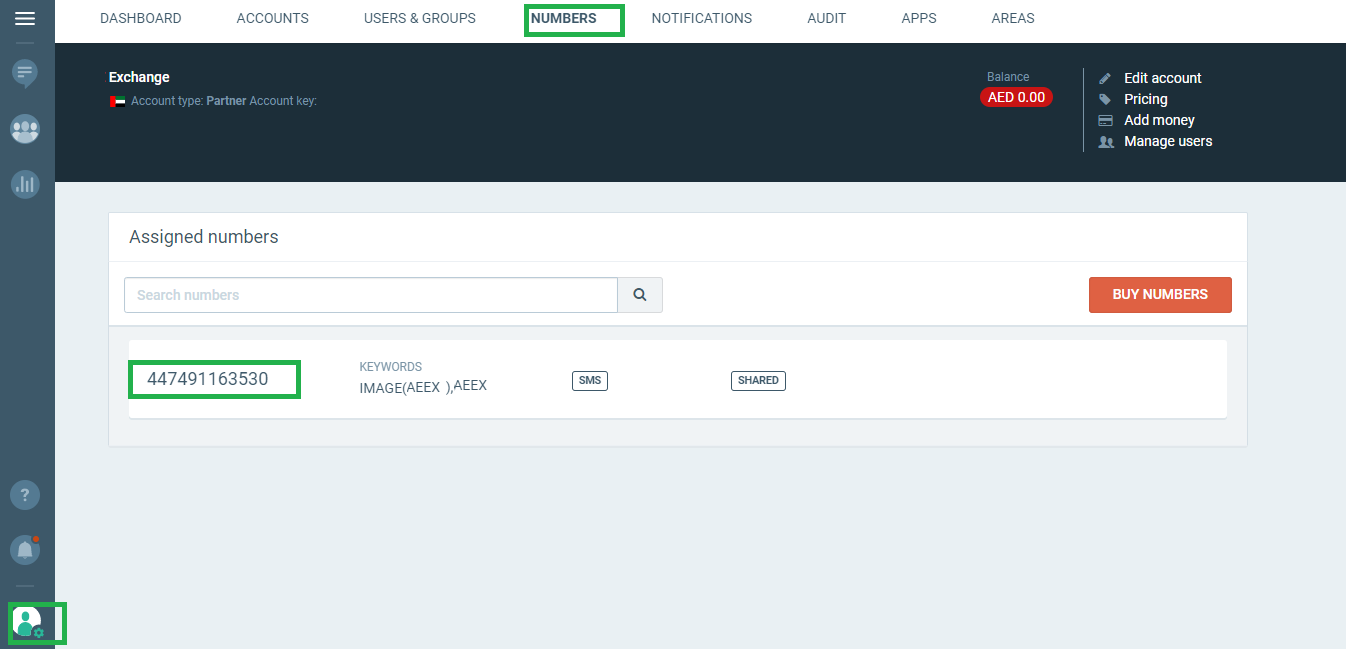 DASHBOARD ACCOUNTS USERS & GROUPS NUMBERS NOTIFICATIONS AUDIT APPS AREAS
Exchange
Account type: Partner Account key:
Balance
AED 0.00
Edit account
Pricing
Add money
Manage users
Assigned numbers
Search numbers
BUY NUMBERS
447491163530
KEYWORDS
IMAGE(AEEX ),AEEX
SMS
SHARED
?